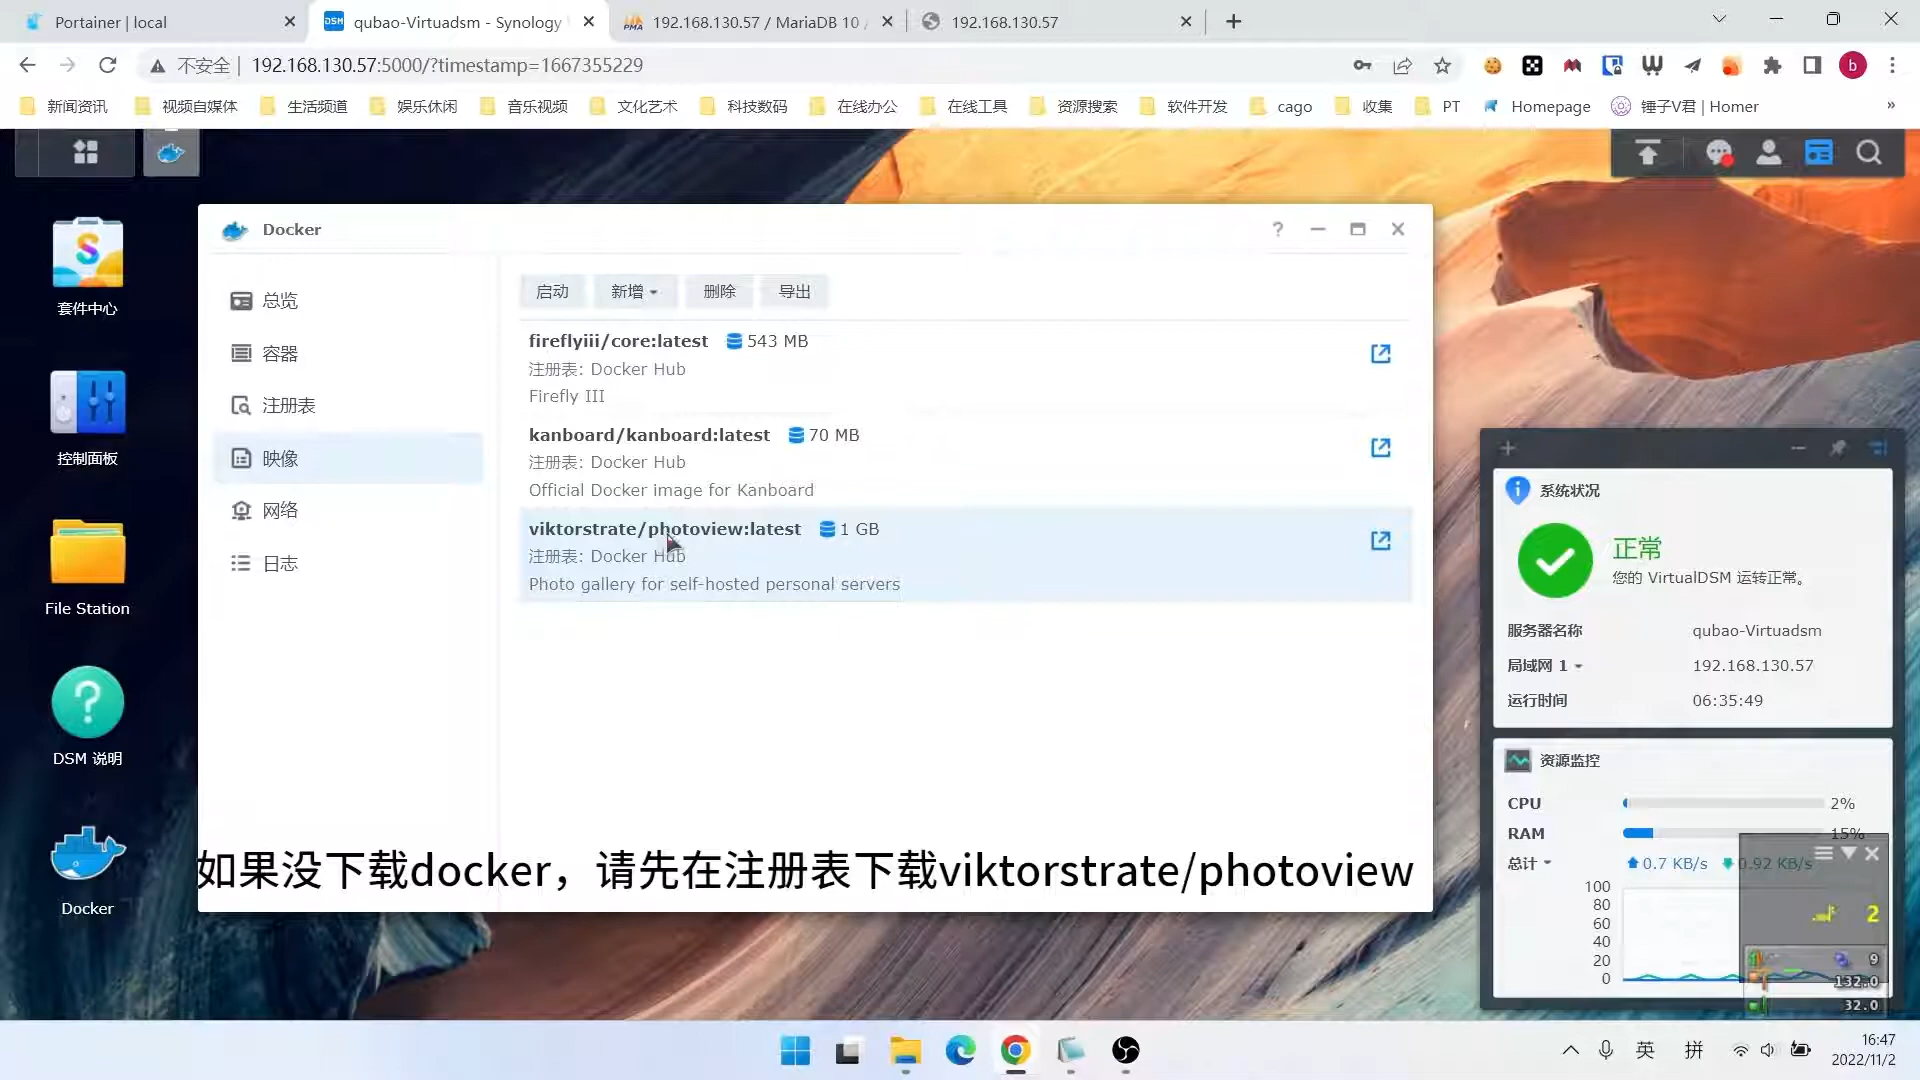 Portainer | local
qubao-Virtuadsm - Synology
192.168.130.57 / MariaDB 10
192.168.130.57
不安全 | 192.168.130.57:5000/?timestamp=1667355229
b
新闻资讯
视频自媒体
生活频道
娱乐休闲
音乐视频
文化艺术
科技数码
在线办公
在线工具
资源搜索
软件开发
cago
收集
PT
Homepage
锤子V君 | Homer
»
套件中心
控制面板
File Station
DSM 说明
Docker
Docker
总览
容器
注册表
映像
网络
日志
启动
新增
删除
导出
fireflyiii/core:latest 543 MB
注册表: Docker Hub
Firefly III
kanboard/kanboard:latest 70 MB
注册表: Docker Hub
Official Docker image for Kanboard
viktorstrate/photoview:latest 1 GB
注册表: Docker Hub
Photo gallery for self-hosted personal servers
如果没下载docker，请先在注册表下载viktorstrate/photoview
系统状况
正常
您的 VirtualDSM 运转正常。
服务器名称 qubao-Virtuadsm
局域网 1 192.168.130.57
运行时间 06:35:49
资源监控
CPU 2%
RAM 15%
总计 0.7 KB/s 0.92 KB/s
100
80
60
40
20
0
2
9
132.0
32.0
英
拼
16:47
2022/11/2